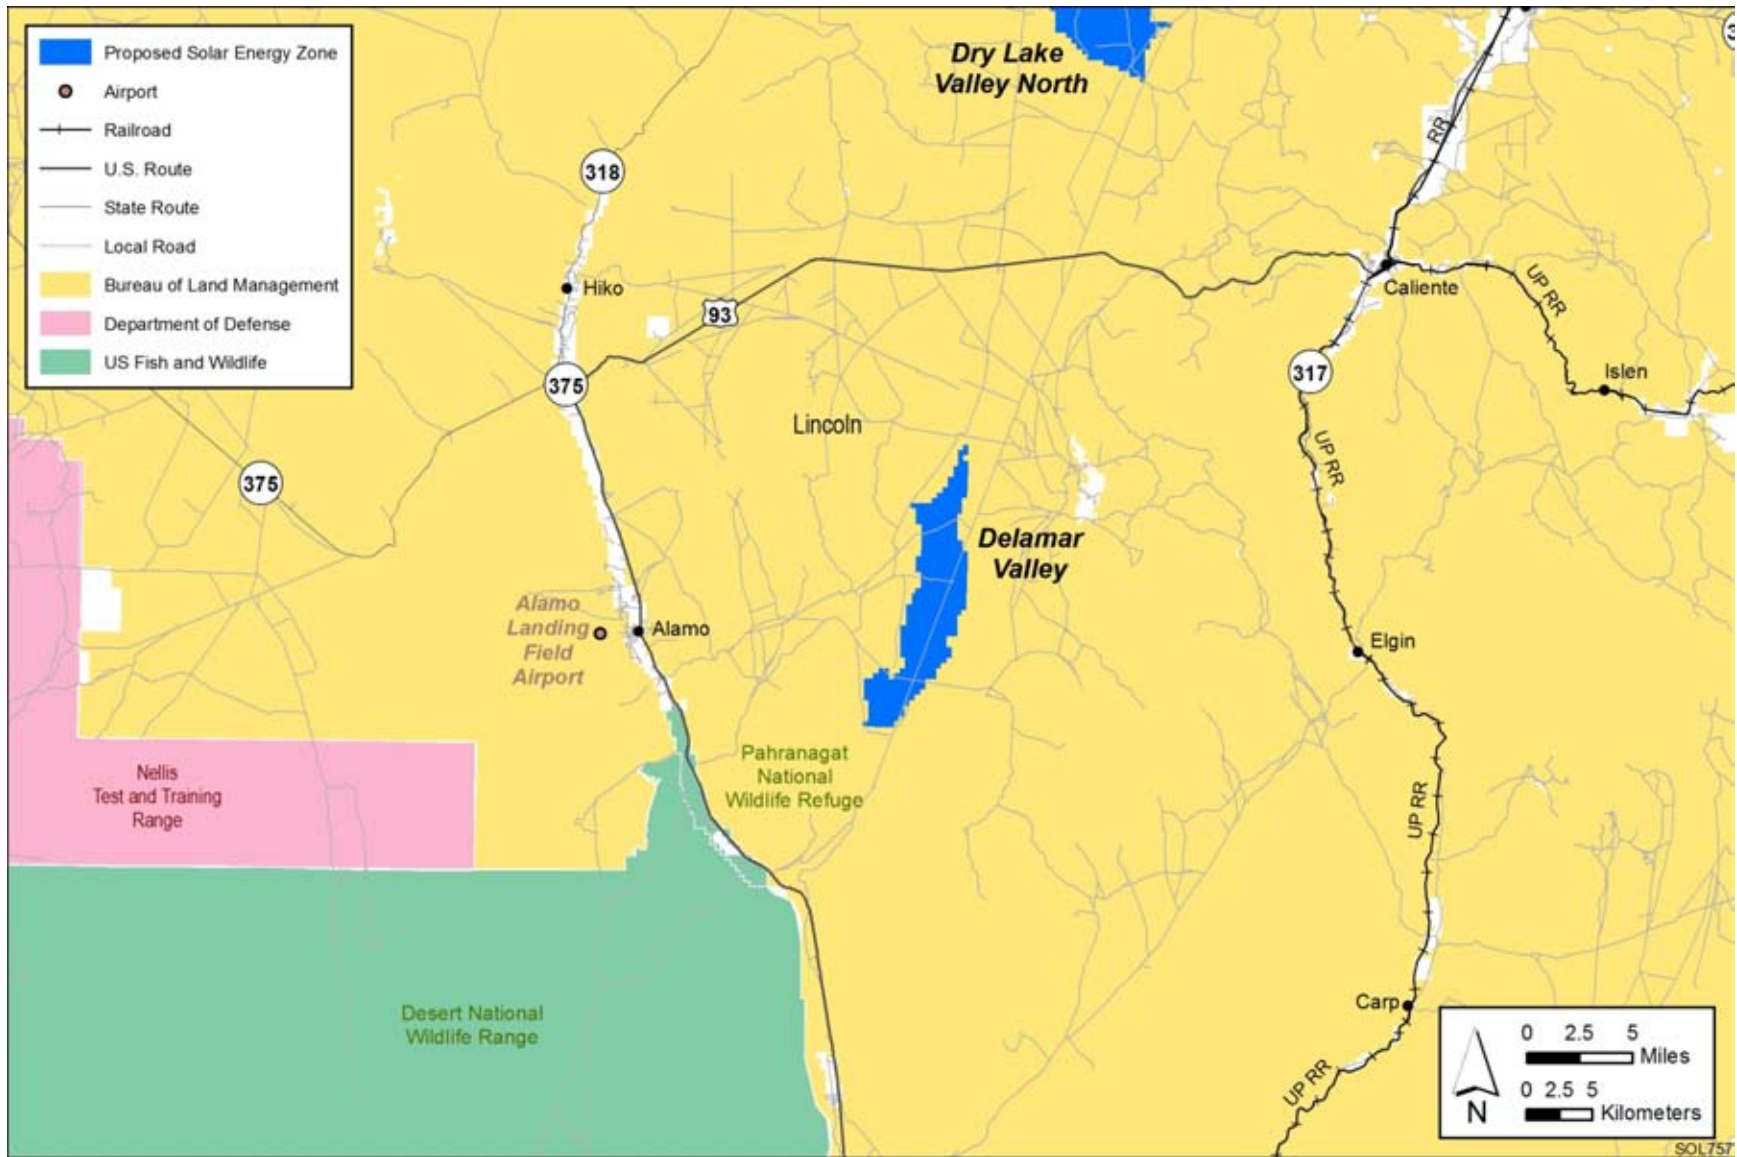 Proposed Solar Energy Zone
Airport
Railroad
U.S. Route
State Route
Local Road
Bureau of Land Management
Department of Defense
US Fish and Wildlife
Dry Lake
Valley North
318
RR
Hiko
93
Caliente
UP RR
375
317
Islen
Lincoln
UP RR
375
Delamar
Valley
Alamo
Landing
Field
Airport
Alamo
Elgin
Pahranagat
National
Wildlife Refuge
Nellis
Test and Training
Range
UP RR
Desert National
Wildlife Range
Carp
UP RR
0 2.5 5
Miles
0 2.5 5
Kilometers
N
SOL757